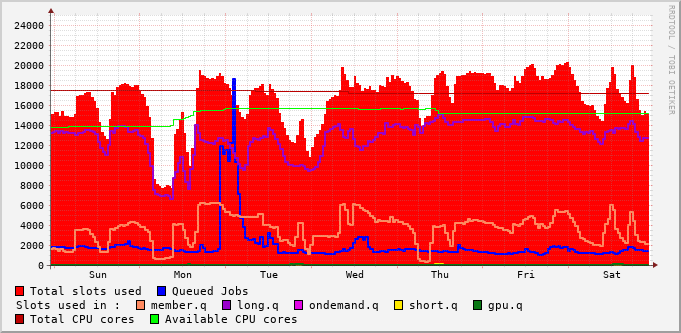 24000
22000
20000
18000
16000
14000
12000
10000
8000
6000
4000
2000
0
Sun Mon Tue Wed Thu Fri Sat
RRDTOOL / TOBI OETIKER
Total slots used Queued Jobs
Slots used in : member.q long.q ondemand.q short.q gpu.q
Total CPU cores Available CPU cores